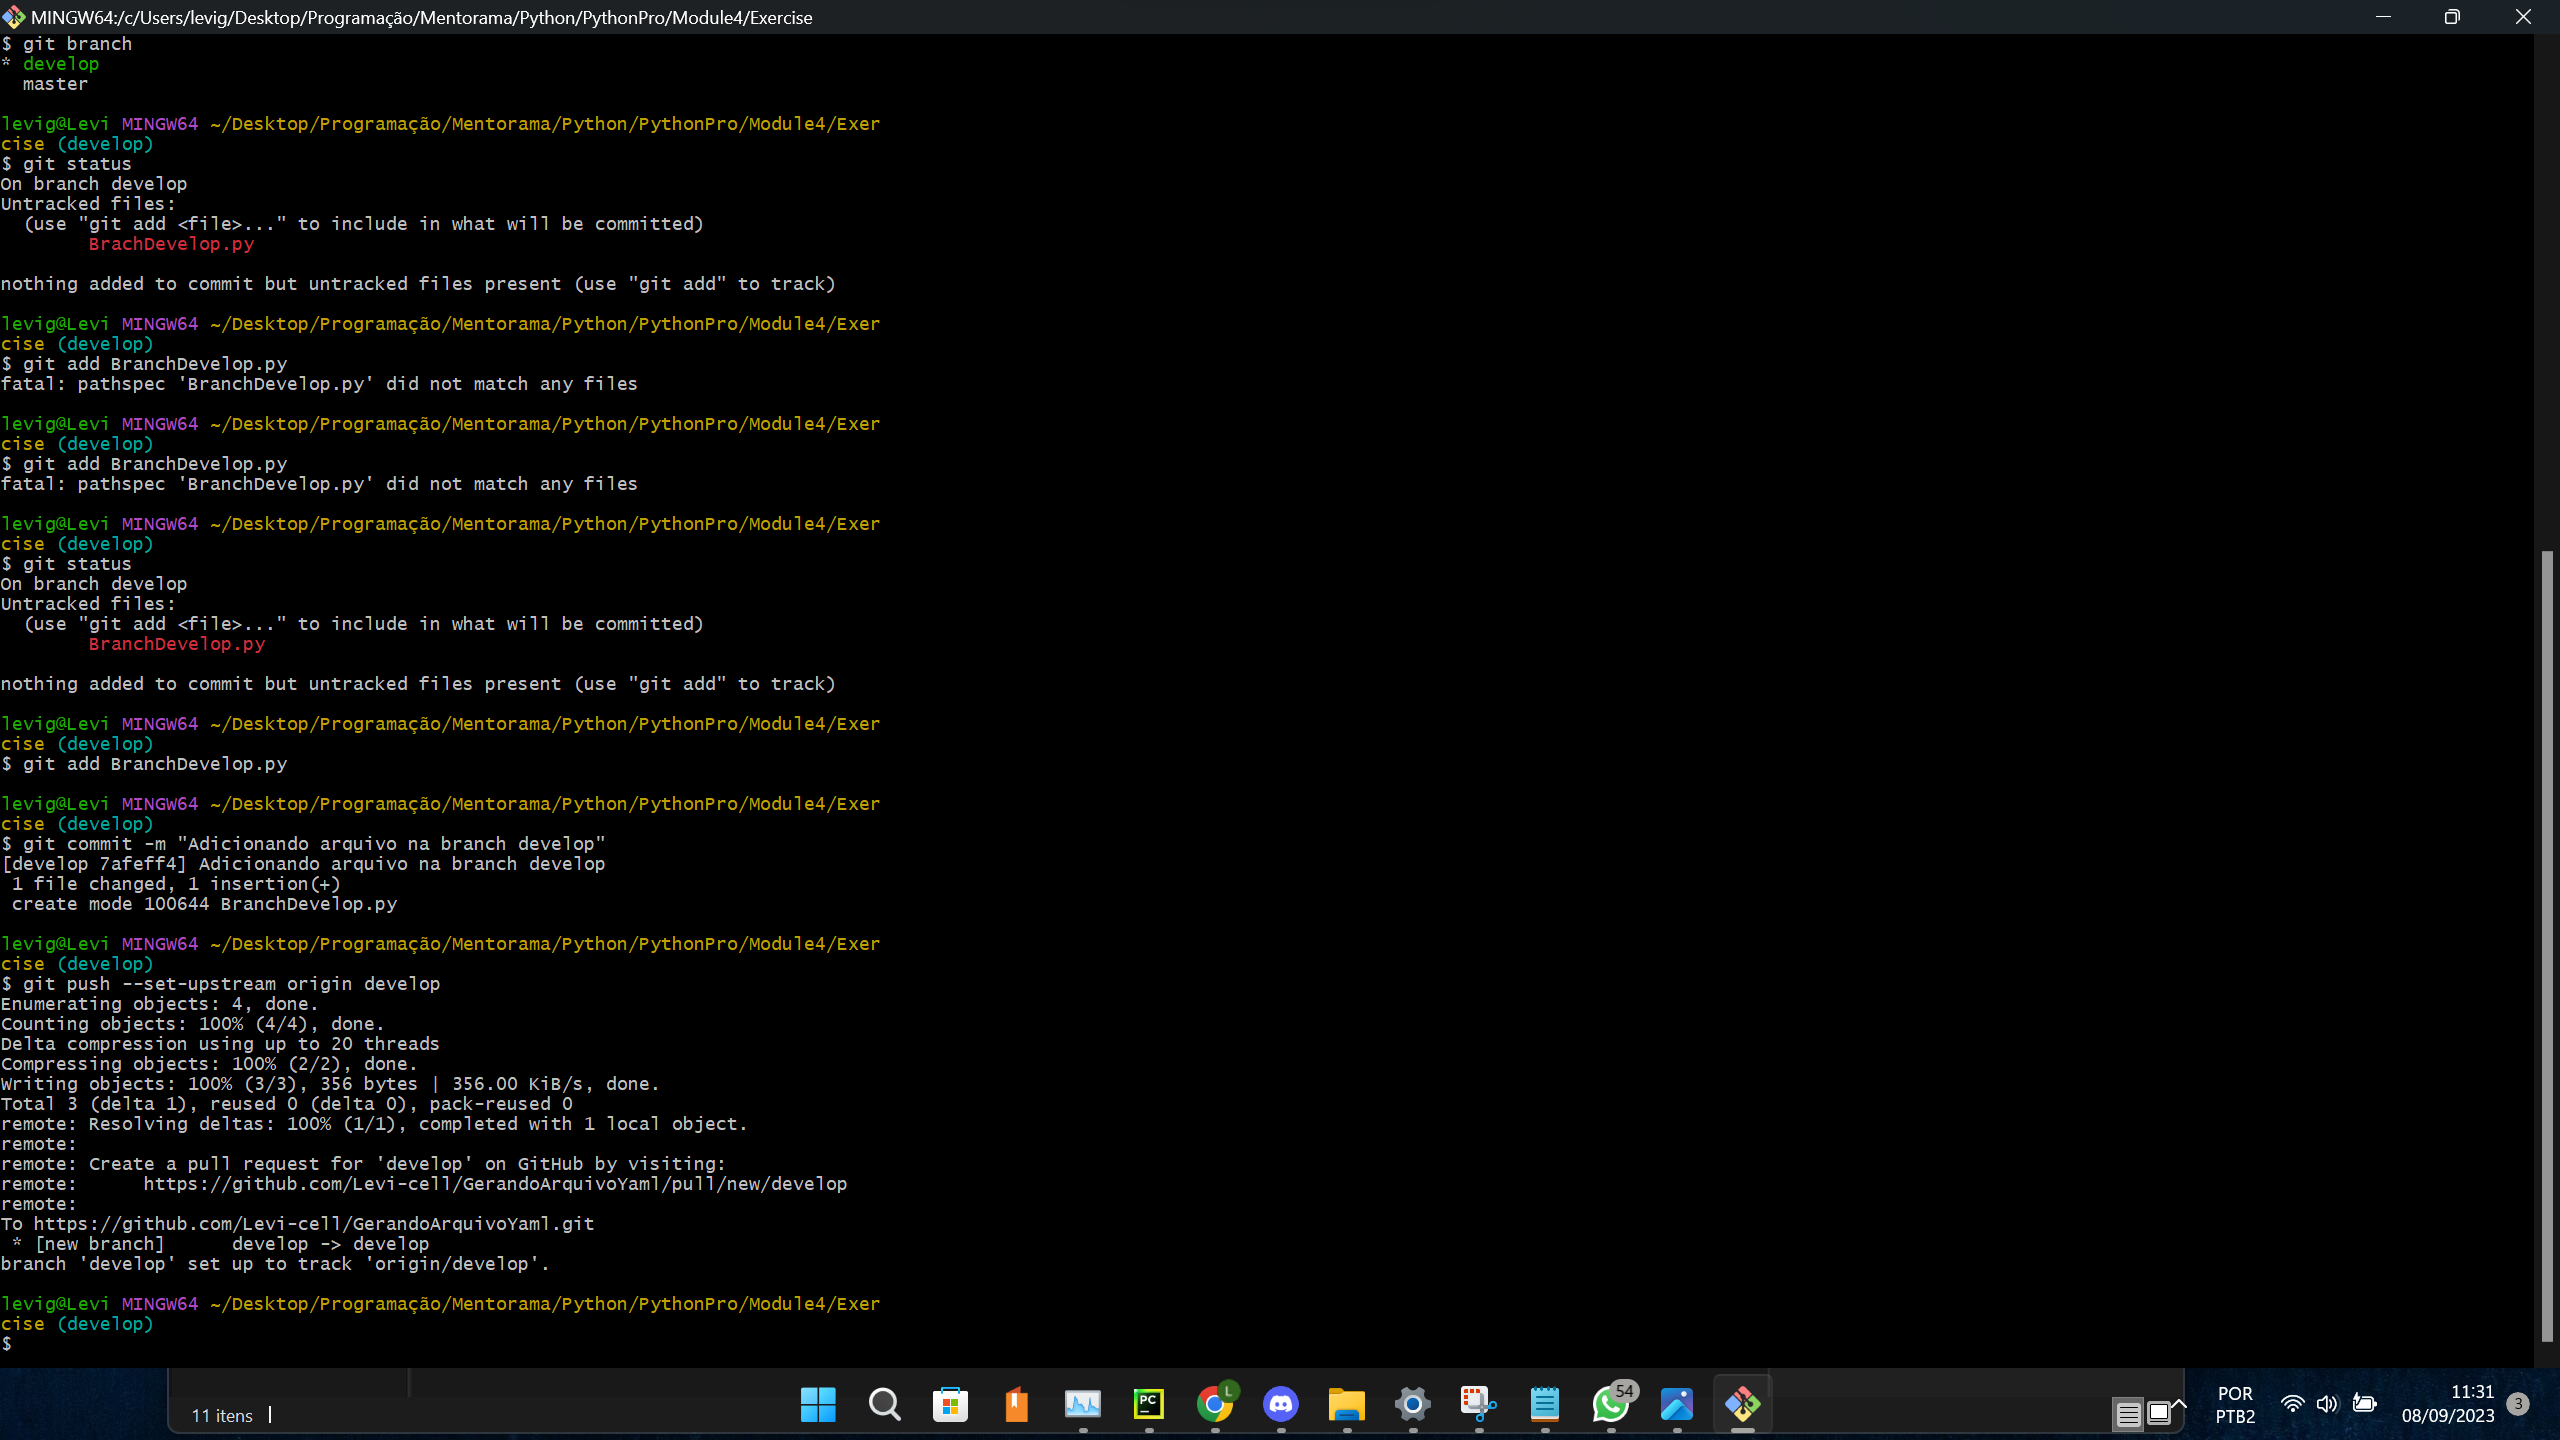 MINGW64:/c/Users/levig/Desktop/Programação/Mentorama/Python/PythonPro/Module4/Exercise
$ git branch
* develop
  master
levig@Levi MINGW64 ~/Desktop/Programação/Mentorama/Python/PythonPro/Module4/Exer
cise (develop)
$ git status
On branch develop
Untracked files:
  (use "git add <file>..." to include in what will be committed)
        BrachDevelop.py
nothing added to commit but untracked files present (use "git add" to track)
levig@Levi MINGW64 ~/Desktop/Programação/Mentorama/Python/PythonPro/Module4/Exer
cise (develop)
$ git add BranchDevelop.py
fatal: pathspec 'BranchDevelop.py' did not match any files
levig@Levi MINGW64 ~/Desktop/Programação/Mentorama/Python/PythonPro/Module4/Exer
cise (develop)
$ git add BranchDevelop.py
fatal: pathspec 'BranchDevelop.py' did not match any files
levig@Levi MINGW64 ~/Desktop/Programação/Mentorama/Python/PythonPro/Module4/Exer
cise (develop)
$ git status
On branch develop
Untracked files:
  (use "git add <file>..." to include in what will be committed)
        BranchDevelop.py
nothing added to commit but untracked files present (use "git add" to track)
levig@Levi MINGW64 ~/Desktop/Programação/Mentorama/Python/PythonPro/Module4/Exer
cise (develop)
$ git add BranchDevelop.py
levig@Levi MINGW64 ~/Desktop/Programação/Mentorama/Python/PythonPro/Module4/Exer
cise (develop)
$ git commit -m "Adicionando arquivo na branch develop"
[develop 7afeff4] Adicionando arquivo na branch develop
 1 file changed, 1 insertion(+)
 create mode 100644 BranchDevelop.py
levig@Levi MINGW64 ~/Desktop/Programação/Mentorama/Python/PythonPro/Module4/Exer
cise (develop)
$ git push --set-upstream origin develop
Enumerating objects: 4, done.
Counting objects: 100% (4/4), done.
Delta compression using up to 20 threads
Compressing objects: 100% (2/2), done.
Writing objects: 100% (3/3), 356 bytes | 356.00 KiB/s, done.
Total 3 (delta 1), reused 0 (delta 0), pack-reused 0
remote: Resolving deltas: 100% (1/1), completed with 1 local object.
remote:
remote: Create a pull request for 'develop' on GitHub by visiting:
remote:      https://github.com/Levi-cell/GerandoArquivoYaml/pull/new/develop
remote:
To https://github.com/Levi-cell/GerandoArquivoYaml.git
 * [new branch]      develop -> develop
branch 'develop' set up to track 'origin/develop'.
levig@Levi MINGW64 ~/Desktop/Programação/Mentorama/Python/PythonPro/Module4/Exer
cise (develop)
$
11 itens
PC
L
54
POR
PTB2
11:31
08/09/2023
3